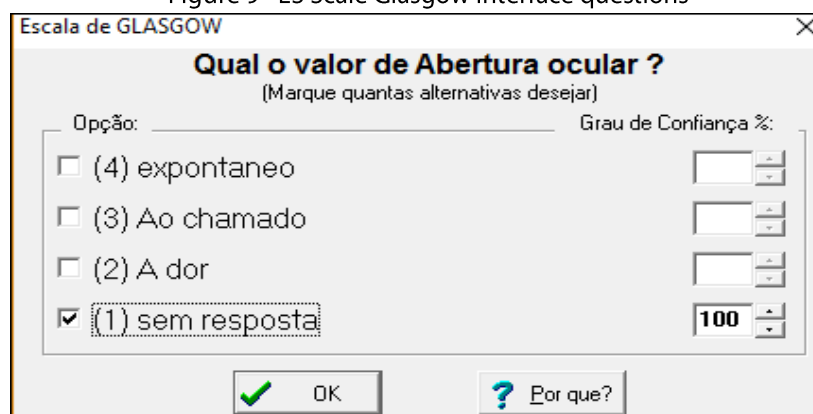 Figure 9 - ES Scale Glasgow interface questions
Escala de GLASGOW
Qual o valor de Abertura ocular ?
(Marque quantas alternativas desejar)
Opção: Grau de Confiança %:
(4) expontaneo
(3) Ao chamado
(2) A dor
(1) sem resposta 100
OK Por que?